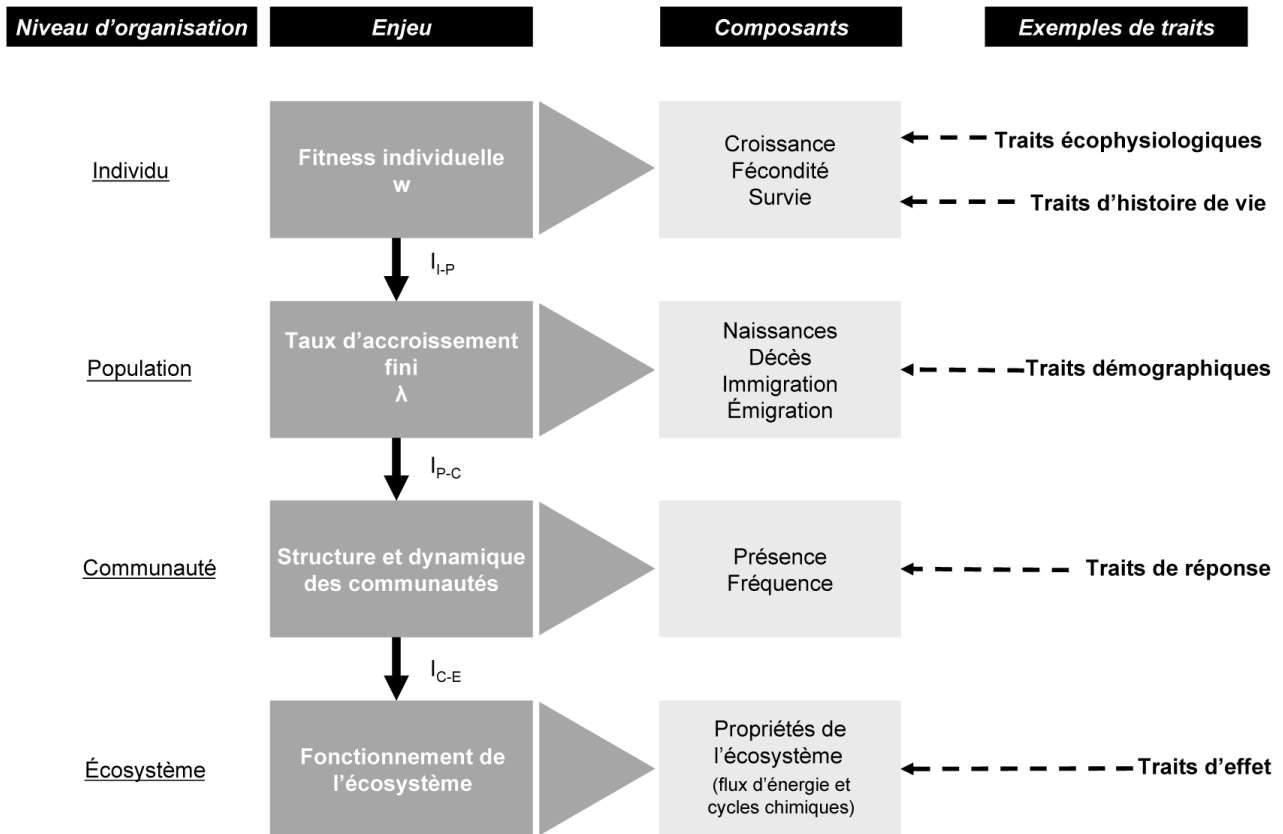 Niveau d'organisation
Enjeu
Composants
Exemples de traits
Individu
Fitness individuelle
w
Croissance
Fécondité
Survie
Traits écophysiologiques
Traits d'histoire de vie
I_I-P
Population
Taux d'accroissement
fini
λ
Naissances
Décès
Immigration
Émigration
Traits démographiques
I_P-C
Communauté
Structure et dynamique
des communautés
Présence
Fréquence
Traits de réponse
I_C-E
Écosystème
Fonctionnement de
l'écosystème
Propriétés de
l'écosystème
(flux d'énergie et
cycles chimiques)
Traits d'effet